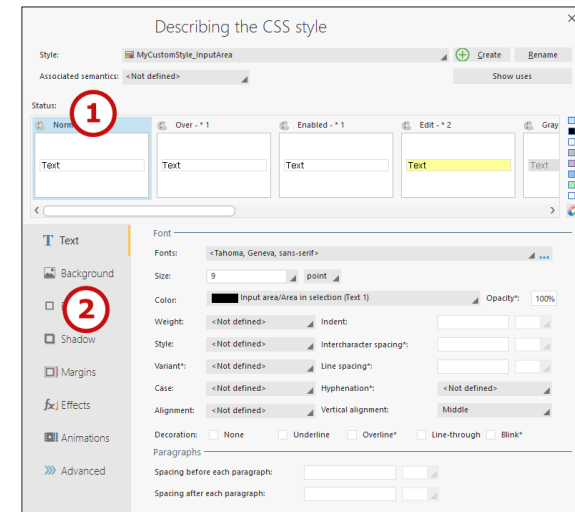 Describing the CSS style
Style: MyCustomStyle_InputArea Create Rename
Associated semantics: <Not defined> Show uses
Status:
1
Over - * 1 Enabled - * 1 Edit - * 2 Gray
Text Text Text Text Text
T Text
Background
2
Shadow
Margins
fx Effects
Animations
Advanced
Font
Fonts: <Tahoma, Geneva, sans-serif> ...
Size: 9 point
Color: Input area/Area in selection (Text 1) Opacity*: 100%
Weight: <Not defined> Indent:
Style: <Not defined> Intercharacter spacing*:
Variant*: <Not defined> Line spacing*:
Case: <Not defined> Hyphenation*: <Not defined>
Alignment: <Not defined> Vertical alignment: Middle
Decoration: None Underline Overline* Line-through Blink*
Paragraphs
Spacing before each paragraph:
Spacing after each paragraph: